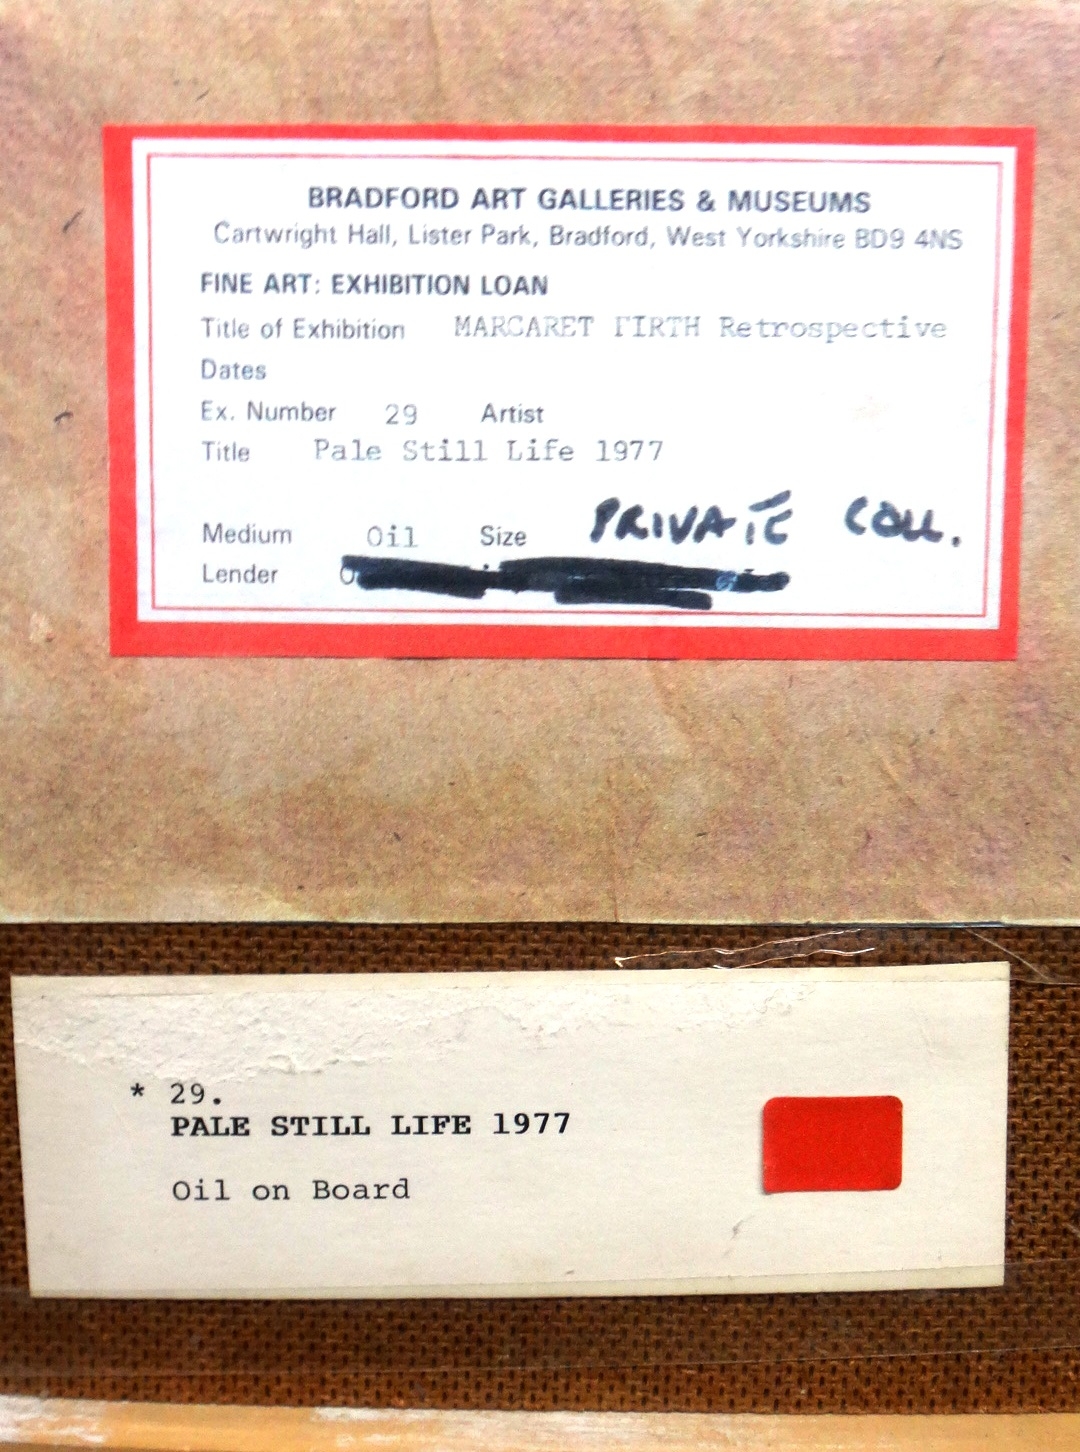 BRADFORD ART GALLERIES & MUSEUMS
Cartwright Hall, Lister Park, Bradford, West Yorkshire BD9 4NS
FINE ART: EXHIBITION LOAN
Title of Exhibition MARGARET FIRTH Retrospective
Dates
Ex. Number 29 Artist
Title Pale Still Life 1977
PRIVATE COLL.
Medium Oil Size
Lender
* 29.
PALE STILL LIFE 1977
Oil on Board